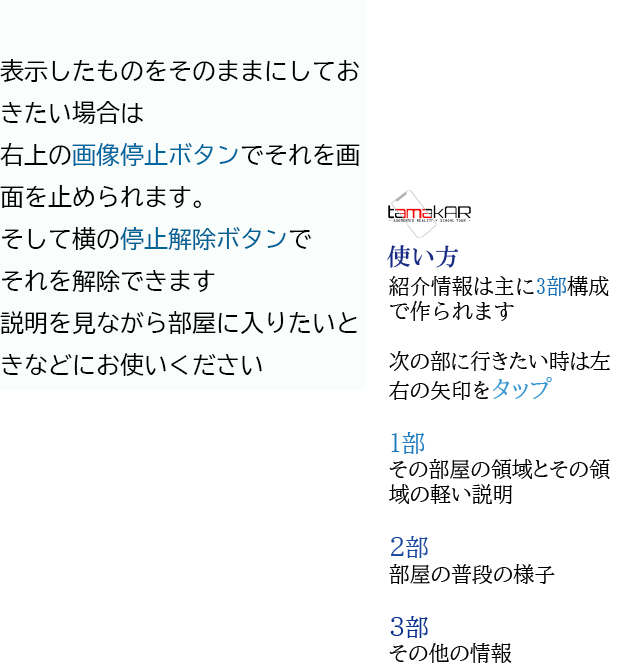 表示したものをそのままにしてお
きたい場合は
右上の画像停止ボタンでそれを画
面を止められます。
そして横の停止解除ボタンで
それを解除できます
説明を見ながら部屋に入りたいと
きなどにお使いください
tamakAR
- AUGMENTED REALITY × SCHOOL TOUR -
使い方
紹介情報は主に3部構成
で作られます
次の部に行きたい時は左
右の矢印をタップ
1部
その部屋の領域とその領
域の軽い説明
2部
部屋の普段の様子
3部
その他の情報